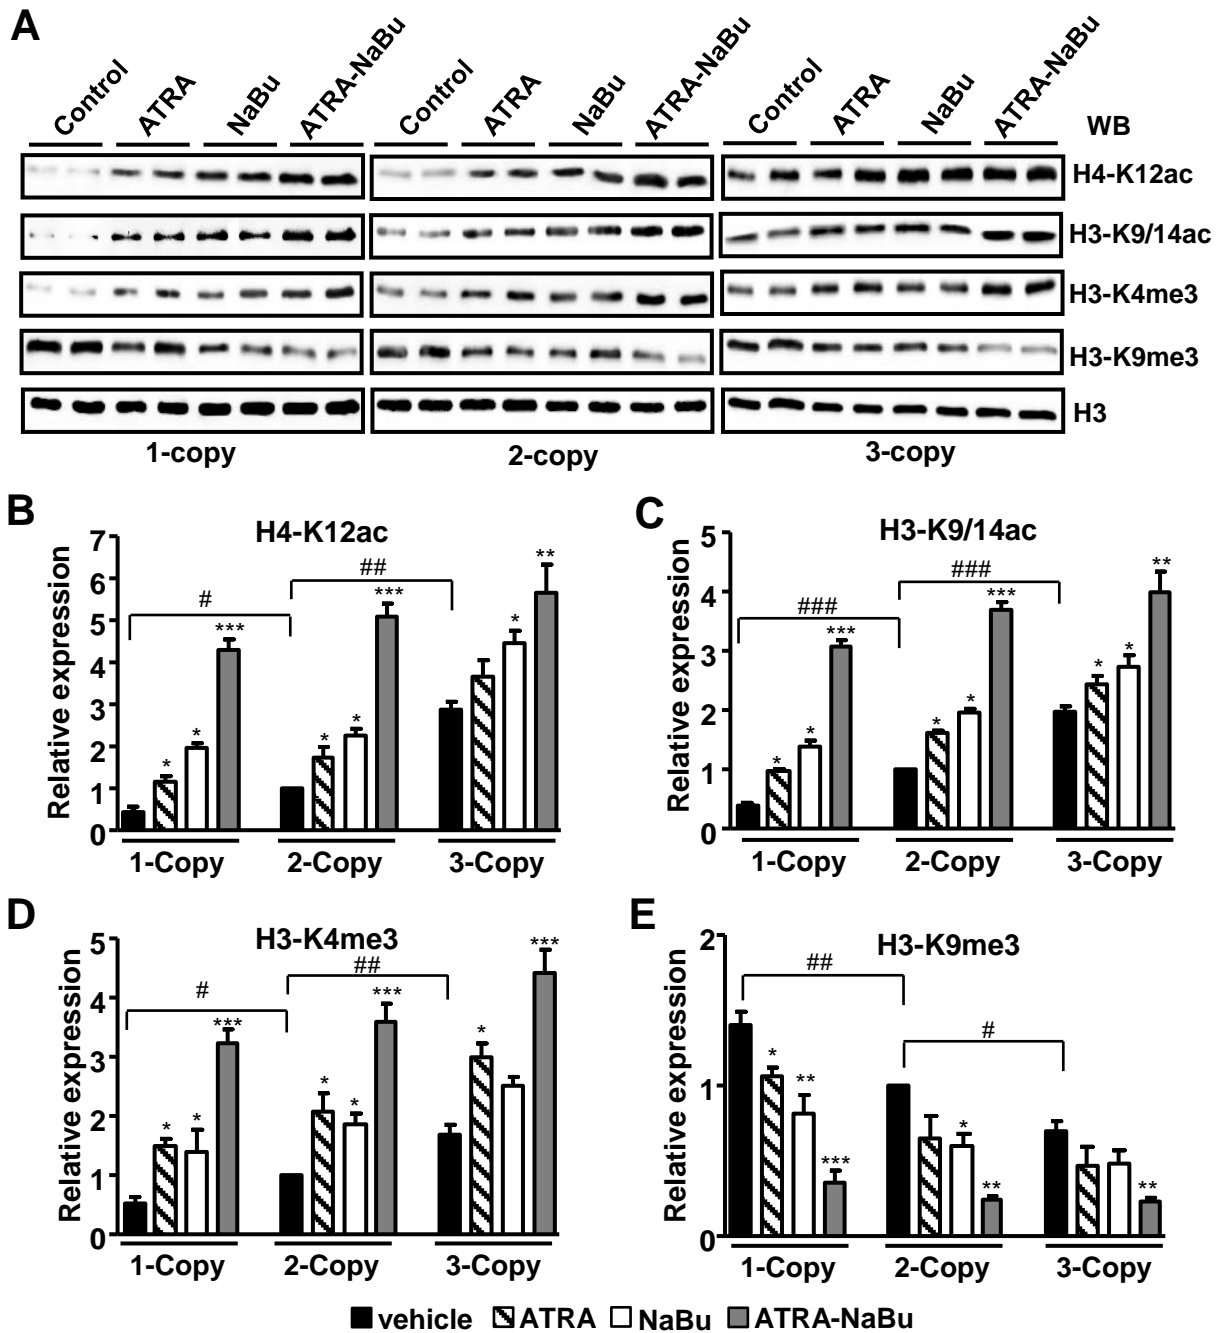 A
Control ATRA NaBu ATRA-NaBu Control ATRA NaBu ATRA-NaBu Control ATRA NaBu ATRA-NaBu
WB
H4-K12ac
H3-K9/14ac
H3-K4me3
H3-K9me3
H3
1-copy 2-copy 3-copy
B
H4-K12ac
Relative expression
7
6
5
4
3
2
1
0
# ##
* * *** * * *** * **
1-Copy 2-Copy 3-Copy
C
H3-K9/14ac
Relative expression
5
4
3
2
1
0
### ###
* * *** * * *** * * **
1-Copy 2-Copy 3-Copy
D
H3-K4me3
Relative expression
5
4
3
2
1
0
# ##
* * *** * * *** * ***
1-Copy 2-Copy 3-Copy
E
H3-K9me3
Relative expression
2
1
0
## #
* ** *** * ** **
1-Copy 2-Copy 3-Copy
vehicle ATRA NaBu ATRA-NaBu